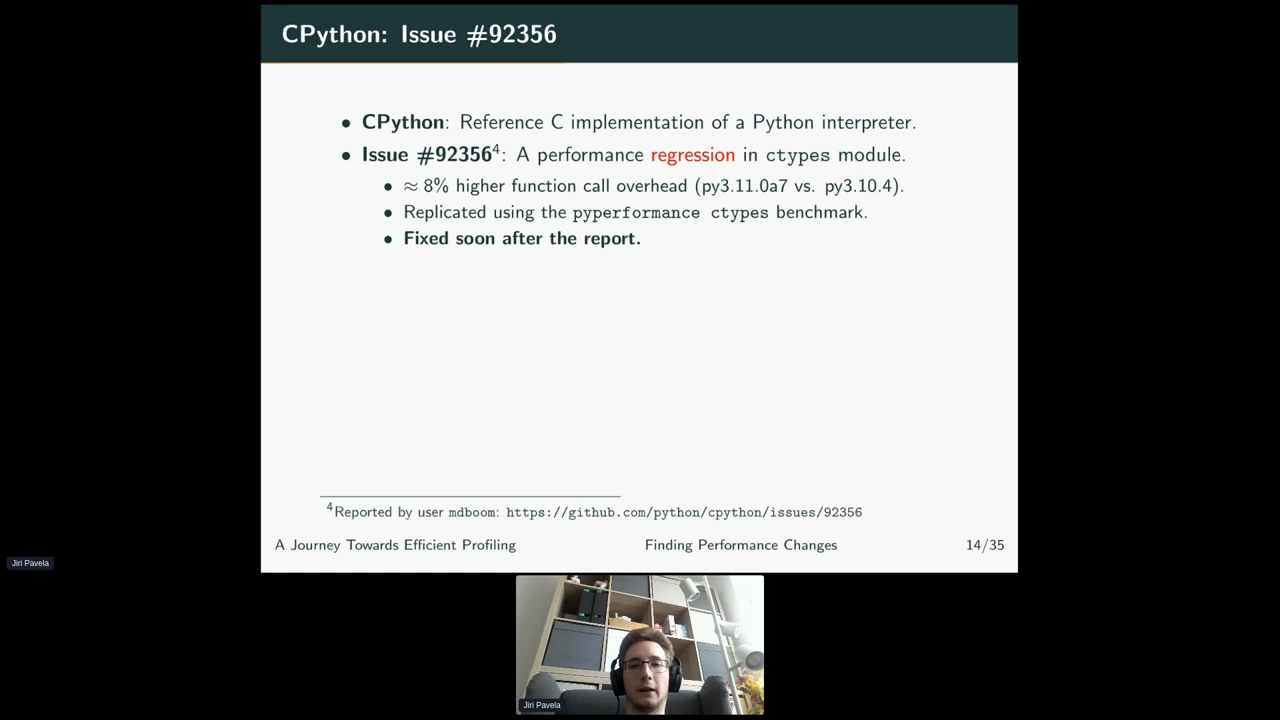 CPython: Issue #92356
• CPython: Reference C implementation of a Python interpreter.
• Issue #92356⁴: A performance regression in ctypes module.
• ≈ 8% higher function call overhead (py3.11.0a7 vs. py3.10.4).
• Replicated using the pyperformance ctypes benchmark.
• Fixed soon after the report.
⁴Reported by user mdboom: https://github.com/python/cpython/issues/92356
A Journey Towards Efficient Profiling Finding Performance Changes 14/35
Jiri Pavela
Jiri Pavela